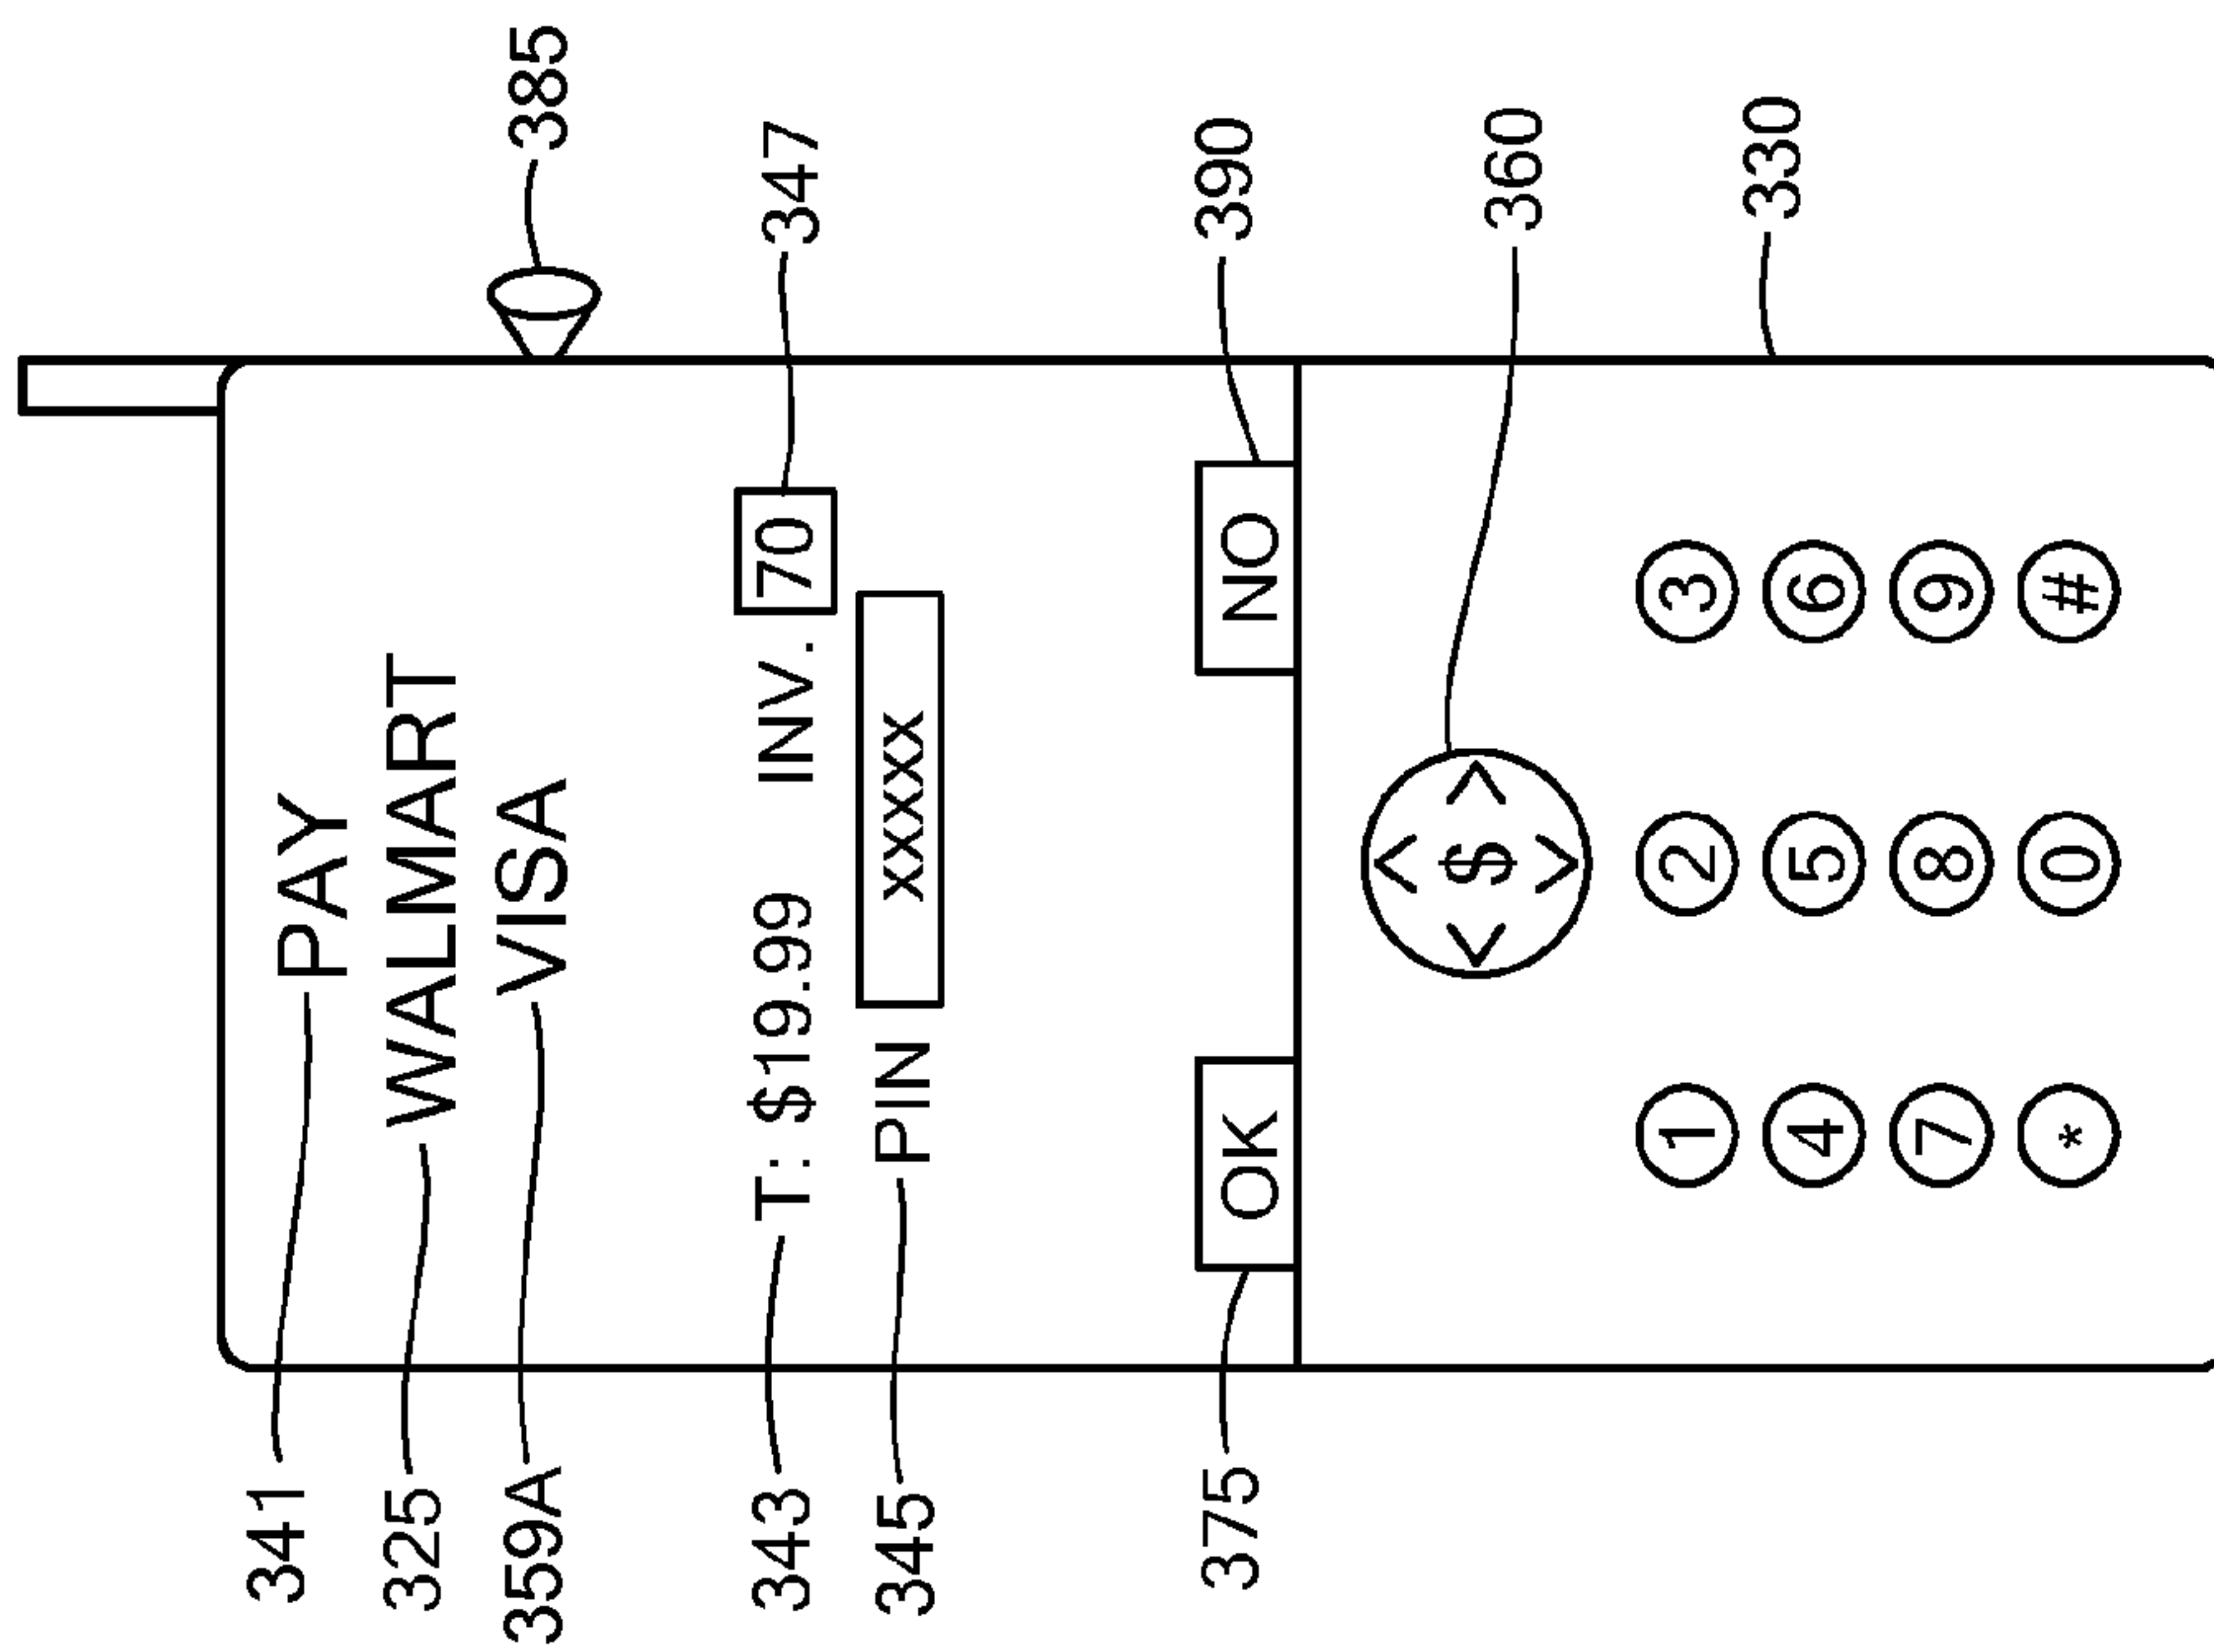 341 PAY
325 WALMART
359A VISA
385
343 T: $19.99 INV. 70 347
345 PIN xxxxxxx
375 OK NO 390
$ 360
330
1 2 3
4 5 6
7 8 9
* 0 #